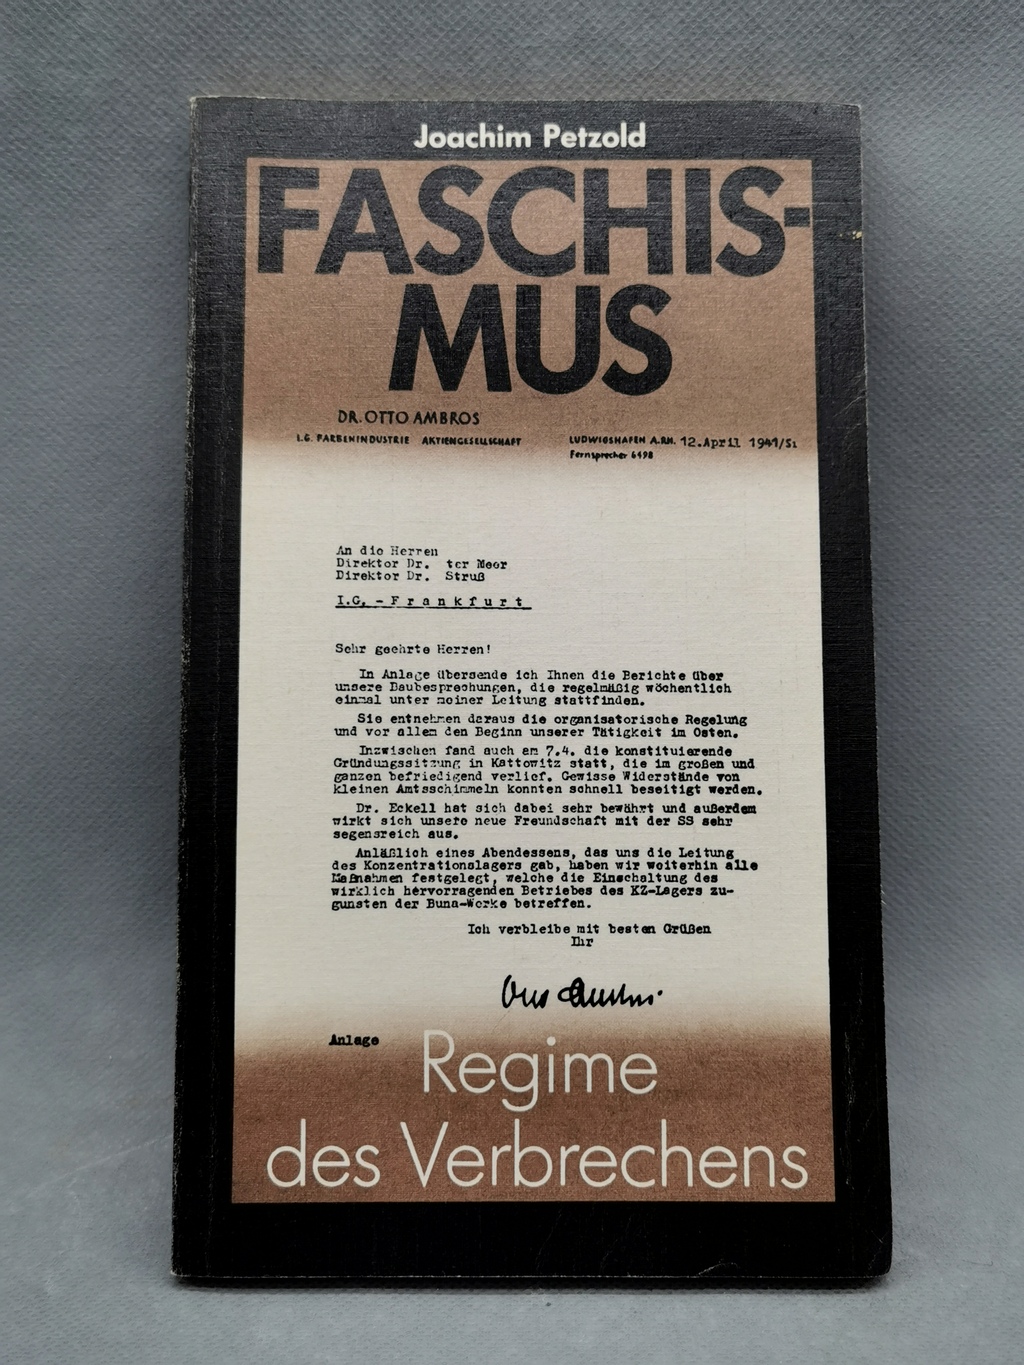 Joachim Petzold
FASCHIS-
MUS
DR. OTTO AMBROS
I.G. FARBENINDUSTRIE AKTIENGESELLSCHAFT
LUDWIGSHAFEN A.RH. 12.April 1941/St
Fernsprecher 6498
An die Herren
Direktor Dr. ter Meer
Direktor Dr. Struß
I.G. - Frankfurt
Sehr geehrte Herren!
In Anlage übersende ich Ihnen die Berichte über
unsere Baubesprechungen, die regelmäßig wöchentlich
einmal unter meiner Leitung stattfinden.
Sie entnehmen daraus die organisatorische Regelung
und vor allem den Beginn unserer Tätigkeit im Osten.
Inzwischen fand auch am 7.4. die konstituierende
Gründungssitzung in Kattowitz statt, die im großen und
ganzen befriedigend verlief. Gewisse Widerstände von
kleinen Amtsschimmeln konnten schnell beseitigt werden.
Dr. Eckell hat sich dabei sehr bewährt und außerdem
wirkt sich unsere neue Freundschaft mit der SS sehr
segensreich aus.
Anläßlich eines Abendessens, das uns die Leitung
des Konzentrationslagers gab, haben wir weiterhin alle
Maßnahmen festgelegt, welche die Einschaltung des
wirklich hervorragenden Betriebes des KZ-Lagers zu-
gunsten der Buna-Werke betreffen.
Ich verbleibe mit besten Grüßen
Ihr
Otto Ambros.
Anlage
Regime
des Verbrechens